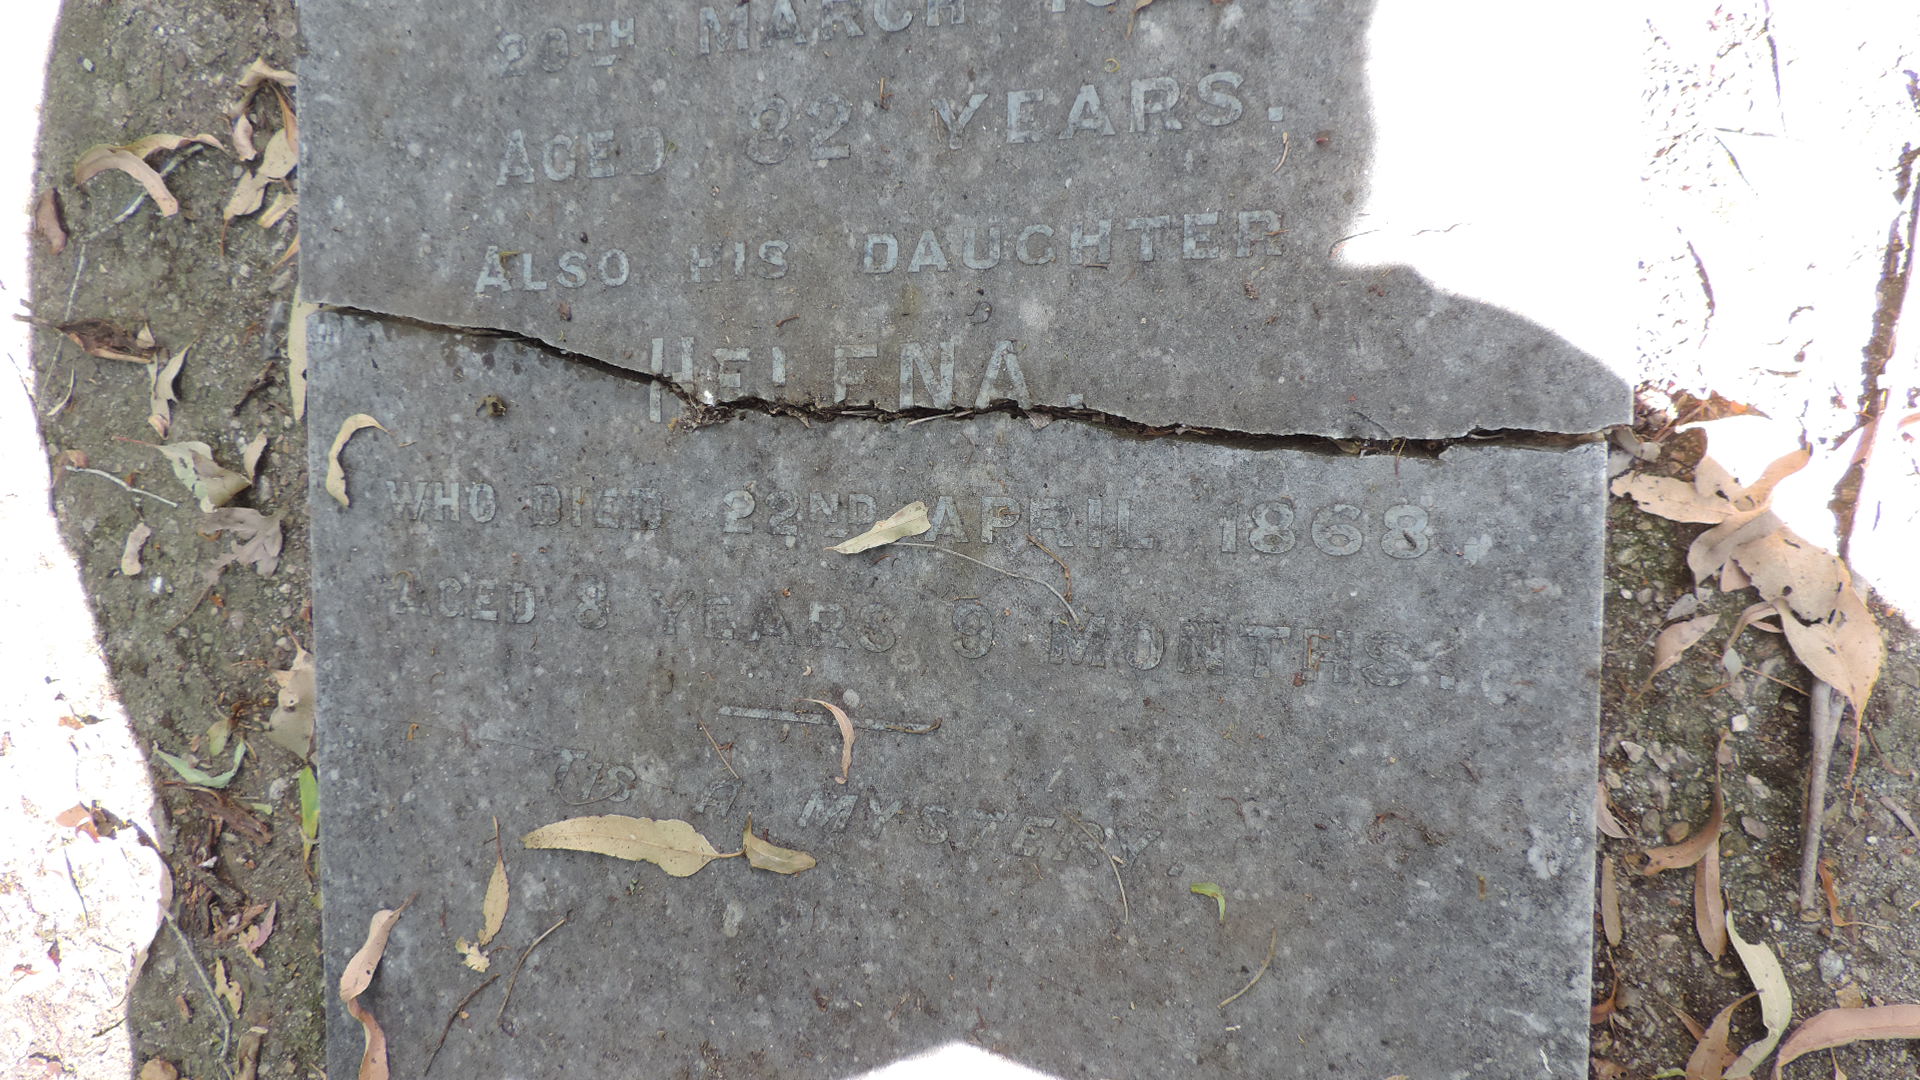 20TH MARCH
AGED 82 YEARS.
ALSO HIS DAUGHTER
HELENA.
WHO DIED 22ND APRIL 1868.
AGED 8 YEARS 9 MONTHS.
TIS A MYSTERY